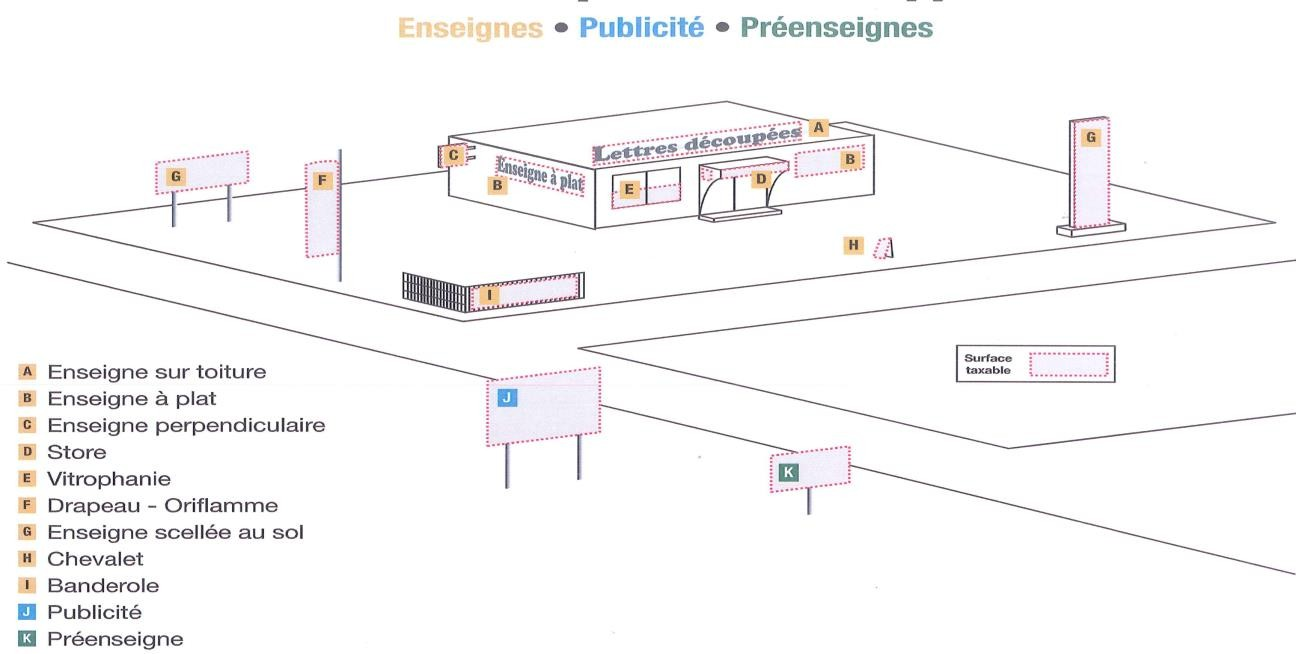 Enseignes • Publicité • Préenseignes
A
Lettres découpées
G
C
B
G
Enseigne à plat
D
F
B
E
H
I
Surface
taxable
A Enseigne sur toiture
J
B Enseigne à plat
C Enseigne perpendiculaire
D Store
K
E Vitrophanie
F Drapeau - Oriflamme
G Enseigne scellée au sol
H Chevalet
I Banderole
J Publicité
K Préenseigne